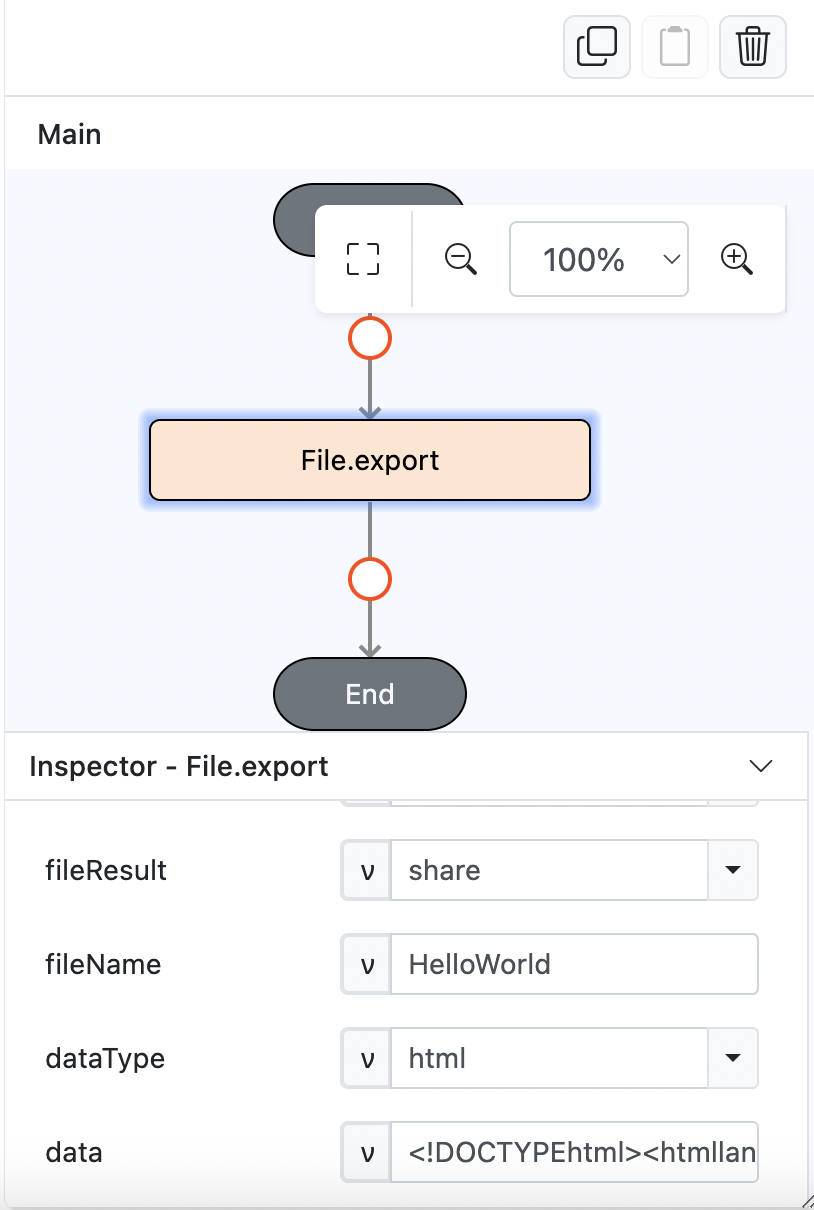 Main
100%
File.export
End
Inspector - File.export
fileResult
ν share
fileName
ν HelloWorld
dataType
ν html
data
ν <!DOCTYPEhtml><htmllan